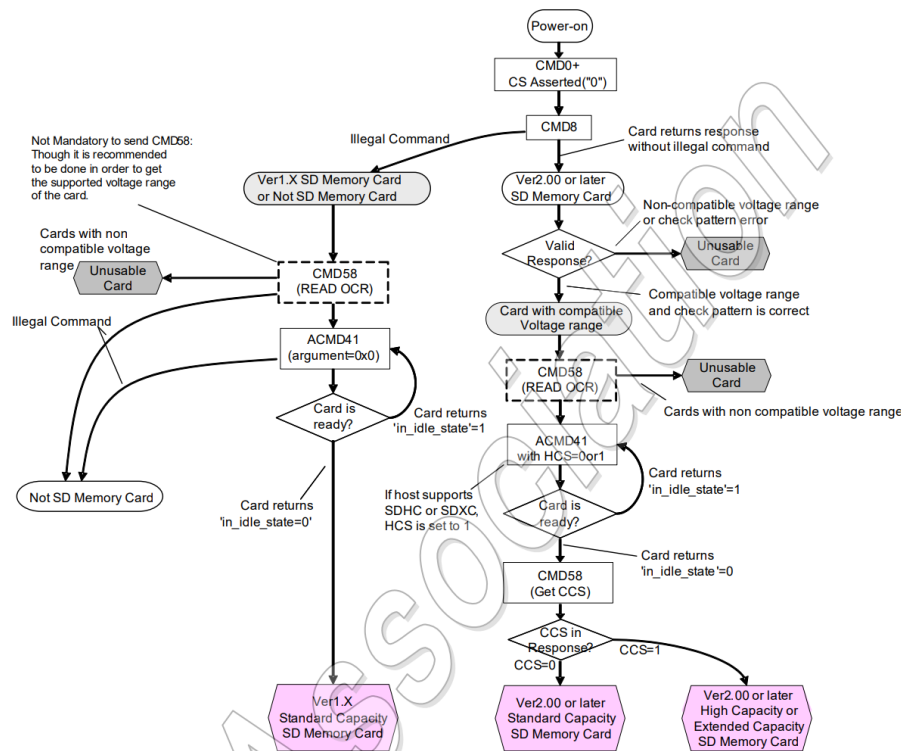 Power-on
CMD0+
CS Asserted("0")
CMD8
Illegal Command
Card returns response
without illegal command
Not Mandatory to send CMD58:
Though it is recommended
to be done in order to get
the supported voltage range
of the card.
Ver1.X SD Memory Card
or Not SD Memory Card
Ver2.00 or later
SD Memory Card
Non-compatible voltage range
or check pattern error
Cards with non
compatible voltage
range
Unusable
Card
CMD58
(READ OCR)
Valid
Response?
Unusable
Card
Compatible voltage range
and check pattern is correct
Card with compatible
Voltage range
Illegal Command
ACMD41
(argument=0x0)
CMD58
(READ OCR)
Unusable
Card
Cards with non compatible voltage range
Card is
ready?
Card returns
'in_idle_state'=1
ACMD41
with HCS=0or1
Card returns
'in_idle_state'=1
Not SD Memory Card
Card returns
'in_idle_state=0'
If host supports
SDHC or SDXC,
HCS is set to 1
Card is
ready?
Card returns
'in_idle_state'=0
CMD58
(Get CCS)
CCS in
Response?
CCS=0
CCS=1
Ver1.X
Standard Capacity
SD Memory Card
Ver2.00 or later
Standard Capacity
SD Memory Card
Ver2.00 or later
High Capacity or
Extended Capacity
SD Memory Card
Association